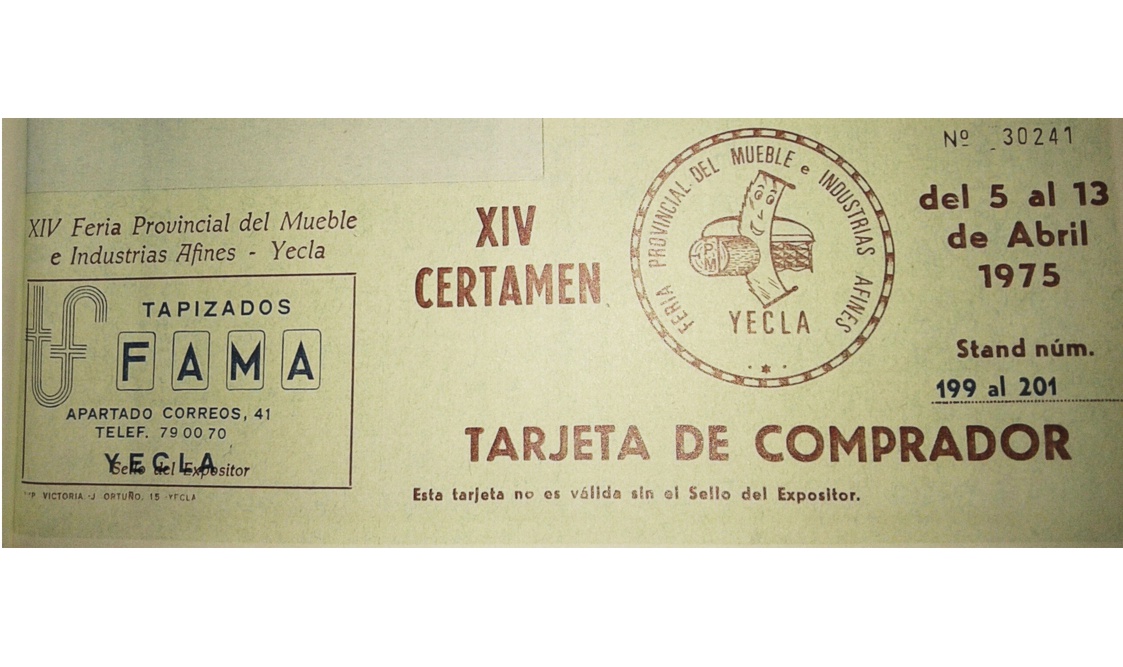 XIV Feria Provincial del Mueble
e Industrias Afines - Yecla
tf
TAPIZADOS
FAMA
APARTADO CORREOS, 41
TELEF. 79 00 70
YECLA
Sello del Expositor
IMP. VICTORIA.-J. ORTUÑO, 15 -YECLA
XIV
CERTAMEN
FERIA PROVINCIAL DEL MUEBLE e INDUSTRIAS AFINES
FPM
YECLA
Nº 30241
del 5 al 13
de Abril
1975
Stand núm.
199 al 201
TARJETA DE COMPRADOR
Esta tarjeta no es válida sin el Sello del Expositor.